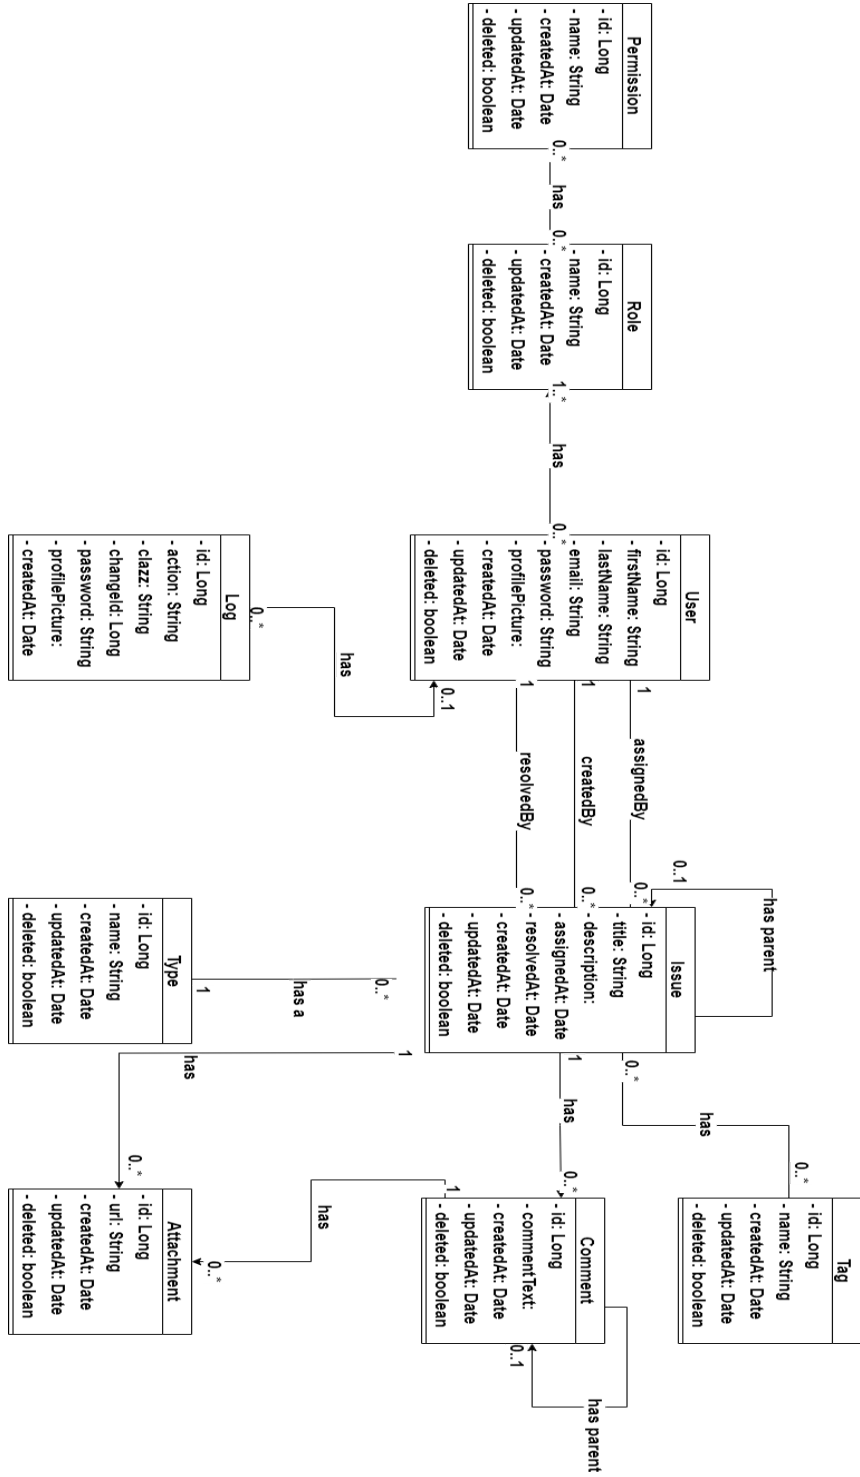 Permission
- id: Long
- name: String
- createdAt: Date
- updatedAt: Date
- deleted: boolean
0..*
has
0..*
Role
- id: Long
- name: String
- createdAt: Date
- updatedAt: Date
- deleted: boolean
1..*
has
0..*
User
- id: Long
- firstName: String
- lastName: String
- email: String
- password: String
- profilePicture:
- createdAt: Date
- updatedAt: Date
- deleted: boolean
Log
- id: Long
- action: String
- clazz: String
- changeId: Long
- password: String
- profilePicture:
- createdAt: Date
0..*
has
0..1
1
assignedBy
0..*
1
createdBy
0..*
1
resolvedBy
0..*
has parent
0..1
Issue
- id: Long
- title: String
- description:
- assignedAt: Date
- resolvedAt: Date
- createdAt: Date
- updatedAt: Date
- deleted: boolean
Type
- id: Long
- name: String
- createdAt: Date
- updatedAt: Date
- deleted: boolean
1
has a
0..*
0..*
has
0..*
1
has
0..*
1
has
0..*
Tag
- id: Long
- name: String
- createdAt: Date
- updatedAt: Date
- deleted: boolean
Comment
- id: Long
- commentText:
- createdAt: Date
- updatedAt: Date
- deleted: boolean
1
has
0..*
Attachment
- id: Long
- url: String
- createdAt: Date
- updatedAt: Date
- deleted: boolean
0..1
has parent